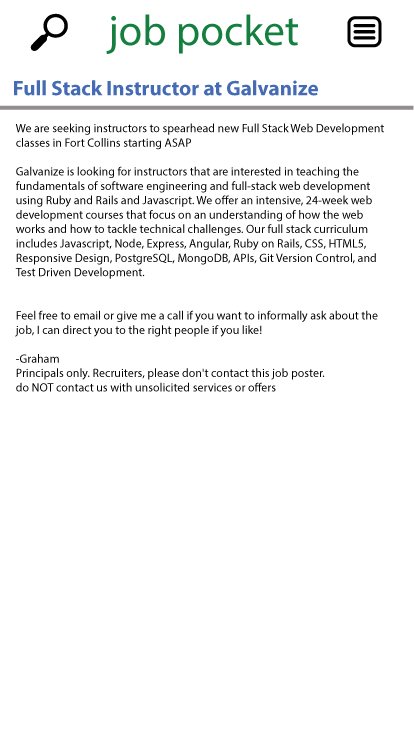 job pocket
Full Stack Instructor at Galvanize
We are seeking instructors to spearhead new Full Stack Web Development
classes in Fort Collins starting ASAP
Galvanize is looking for instructors that are interested in teaching the
fundamentals of software engineering and full-stack web development
using Ruby and Rails and Javascript. We offer an intensive, 24-week web
development courses that focus on an understanding of how the web
works and how to tackle technical challenges. Our full stack curriculum
includes Javascript, Node, Express, Angular, Ruby on Rails, CSS, HTML5,
Responsive Design, PostgreSQL, MongoDB, APIs, Git Version Control, and
Test Driven Development.
Feel free to email or give me a call if you want to informally ask about the
job, I can direct you to the right people if you like!
-Graham
Principals only. Recruiters, please don't contact this job poster.
do NOT contact us with unsolicited services or offers